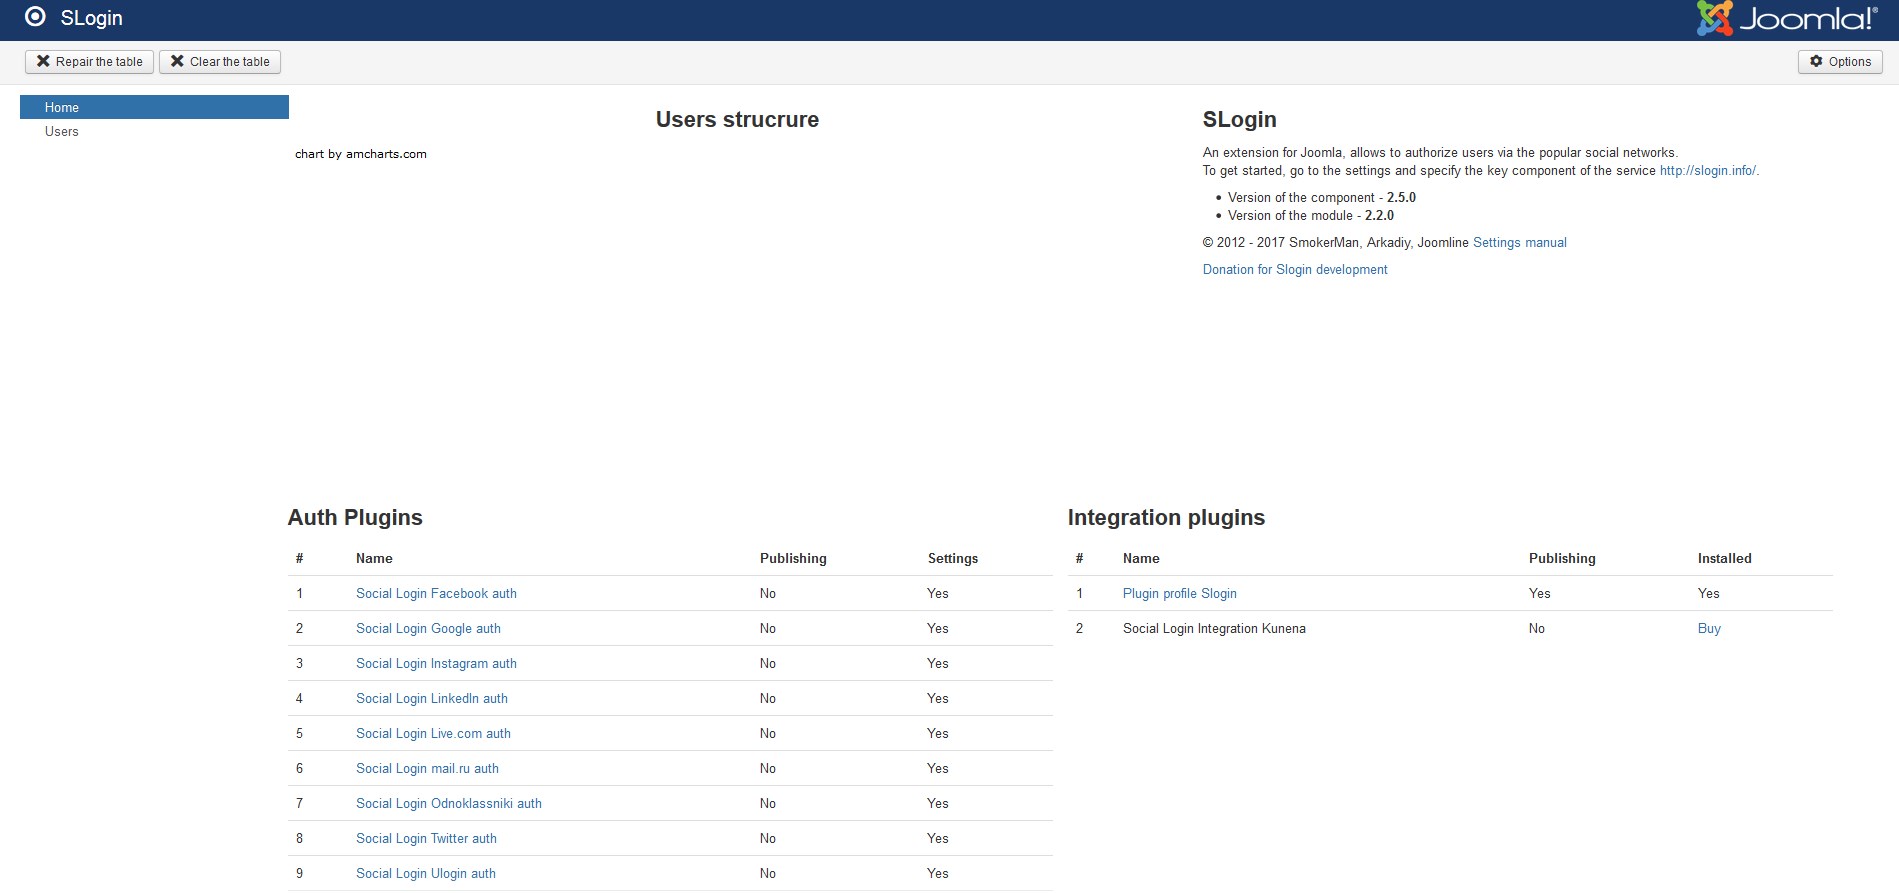 SLogin
Joomla!®
Repair the table
Clear the table
Options
Home
Users
Users strucrure
chart by amcharts.com
SLogin
An extension for Joomla, allows to authorize users via the popular social networks.
To get started, go to the settings and specify the key component of the service http://slogin.info/.
• Version of the component - 2.5.0
• Version of the module - 2.2.0
© 2012 - 2017 SmokerMan, Arkadiy, Joomline Settings manual
Donation for Slogin development
Auth Plugins
# Name Publishing Settings
1 Social Login Facebook auth No Yes
2 Social Login Google auth No Yes
3 Social Login Instagram auth No Yes
4 Social Login LinkedIn auth No Yes
5 Social Login Live.com auth No Yes
6 Social Login mail.ru auth No Yes
7 Social Login Odnoklassniki auth No Yes
8 Social Login Twitter auth No Yes
9 Social Login Ulogin auth No Yes
Integration plugins
# Name Publishing Installed
1 Plugin profile Slogin Yes Yes
2 Social Login Integration Kunena No Buy